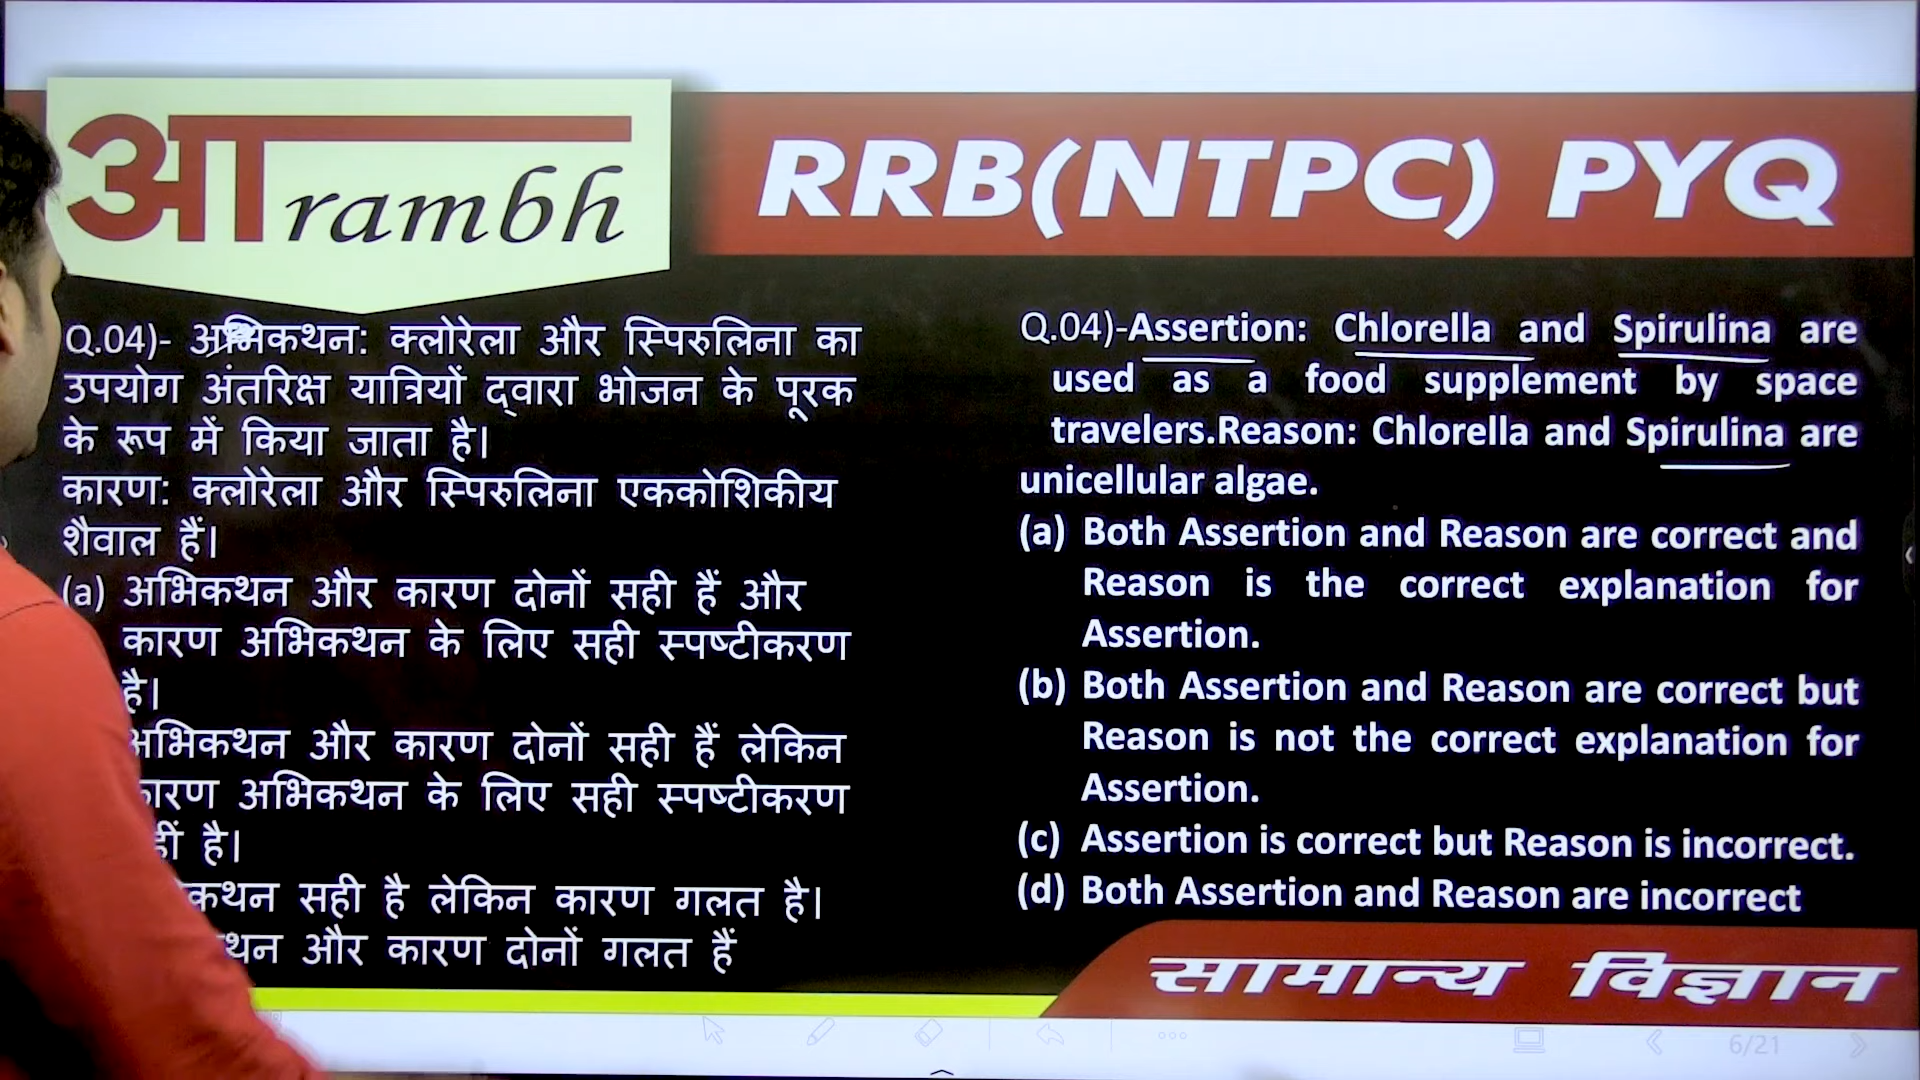 आrambh
RRB(NTPC) PYQ
Q.04)- अभिकथन: क्लोरेला और स्पिरुलिना का
उपयोग अंतरिक्ष यात्रियों द्वारा भोजन के पूरक
के रूप में किया जाता है।
कारण: क्लोरेला और स्पिरुलिना एककोशिकीय
शैवाल हैं।
(a) अभिकथन और कारण दोनों सही हैं और
कारण अभिकथन के लिए सही स्पष्टीकरण
है।
अभिकथन और कारण दोनों सही हैं लेकिन
कारण अभिकथन के लिए सही स्पष्टीकरण
है।
सही है लेकिन कारण गलत है।
और कारण दोनों गलत हैं
Q.04)-Assertion: Chlorella and Spirulina are
used as a food supplement by space
travelers.Reason: Chlorella and Spirulina are
unicellular algae.
(a) Both Assertion and Reason are correct and
Reason is the correct explanation for
Assertion.
(b) Both Assertion and Reason are correct but
Reason is not the correct explanation for
Assertion.
(c) Assertion is correct but Reason is incorrect.
(d) Both Assertion and Reason are incorrect
सामान्य विज्ञान
6/21